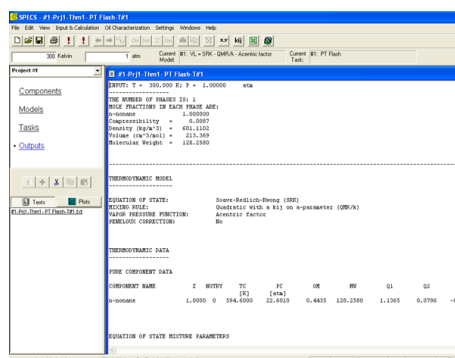 SPECS - #1-Prj1-Thm1- PT Flash-T#1
File Edit View Input & Calculation Oil Characterization Settings Windows Help
300 Kelvin
1 atm
Current Model: #1: VL = SRK - QMR/k - Acentric factor
Current Task: #1: PT Flash
Project #1
Components
Models
Tasks
Outputs
Texts Plots
#1-Prj1-Thm1- PT Flash-T#1.txt
#1-Prj1-Thm1- PT Flash-T#1
INPUT: T = 300.000 K; P = 1.00000 atm
THE NUMBER OF PHASES IS: 1
MOLE FRACTIONS IN EACH PHASE ARE:
n-nonane 1.000000
Compressibility = 0.0087
Density (kg/m^3) = 601.1102
Volume (cm^3/mol) = 213.369
Molecular Weight = 128.2580
THERMODYNAMIC MODEL
EQUATION OF STATE: Soave-Redlich-Kwong (SRK)
MIXING RULE: Quadratic with a kij on a-parameter (QMR/k)
VAPOR PRESSURE FUNCTION: Acentric factor
PENELOUX CORRECTION: No
THERMODYNAMIC DATA
PURE COMPONENT DATA
COMPONENT NAME Z NOTRY TC PC OM MW Q1 Q2
[K] [atm]
n-nonane 1.0000 0 594.6000 22.6010 0.4435 128.2580 1.1365 0.0786
EQUATION OF STATE MIXTURE PARAMETERS